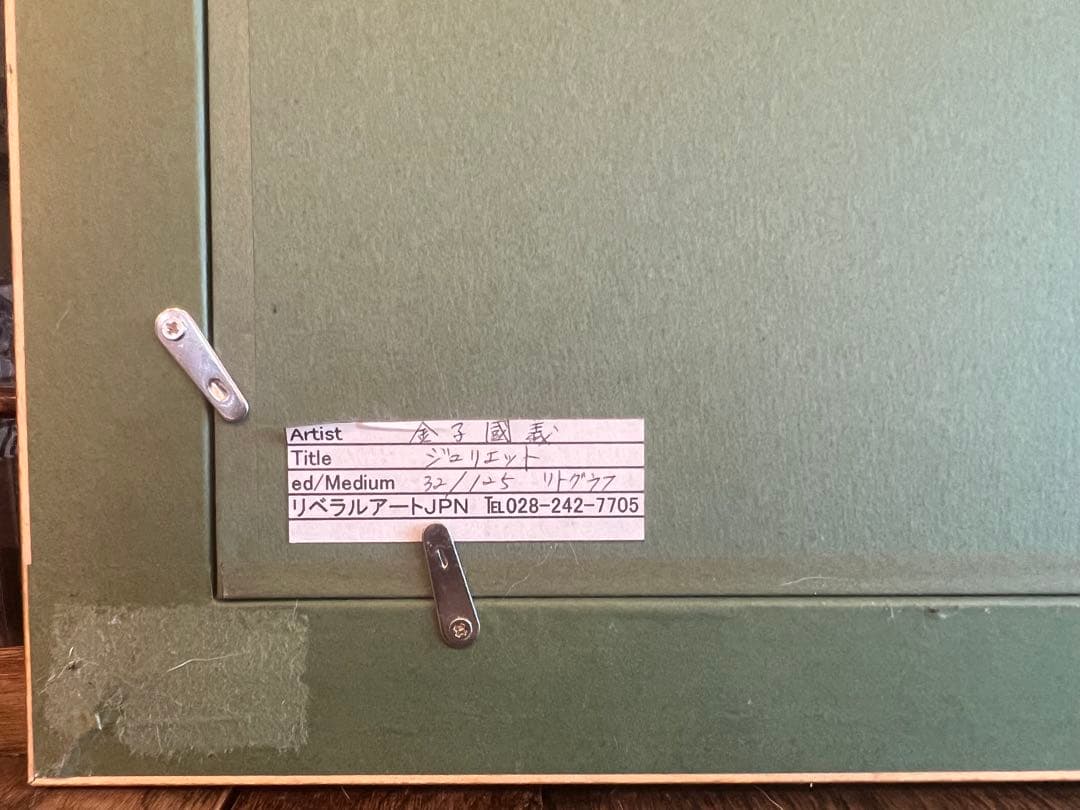 Artist 金子國義
Title ジュリエット
ed/Medium 32/125 リトグラフ
リベラルアートJPN TEL028-242-7705